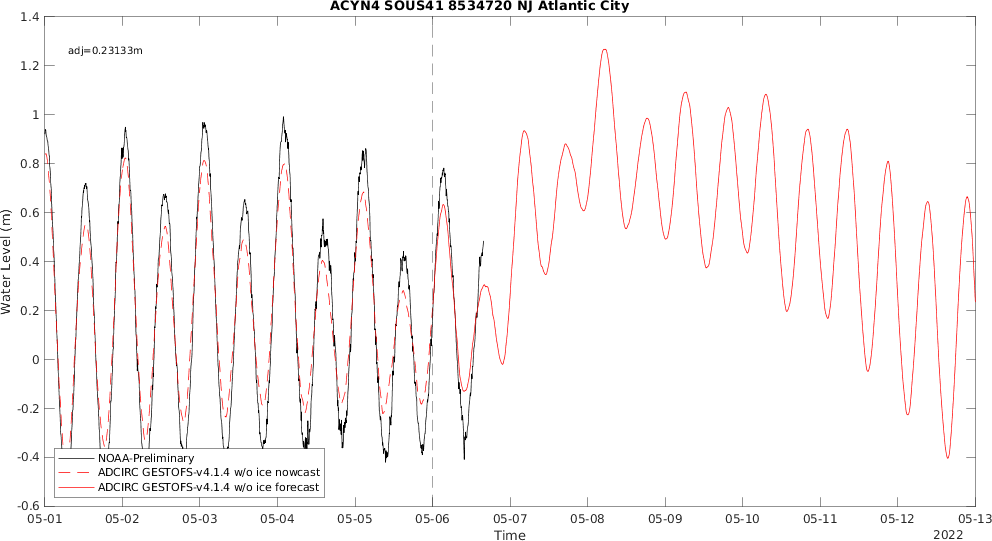 ACYN4 SOUS41 8534720 NJ Atlantic City
adj=0.23133m
1.4
1.2
1
0.8
0.6
0.4
0.2
0
-0.2
-0.4
-0.6
Water Level (m)
NOAA-Preliminary
ADCIRC GESTOFS-v4.1.4 w/o ice nowcast
ADCIRC GESTOFS-v4.1.4 w/o ice forecast
05-01 05-02 05-03 05-04 05-05 05-06 05-07 05-08 05-09 05-10 05-11 05-12 05-13
Time
2022